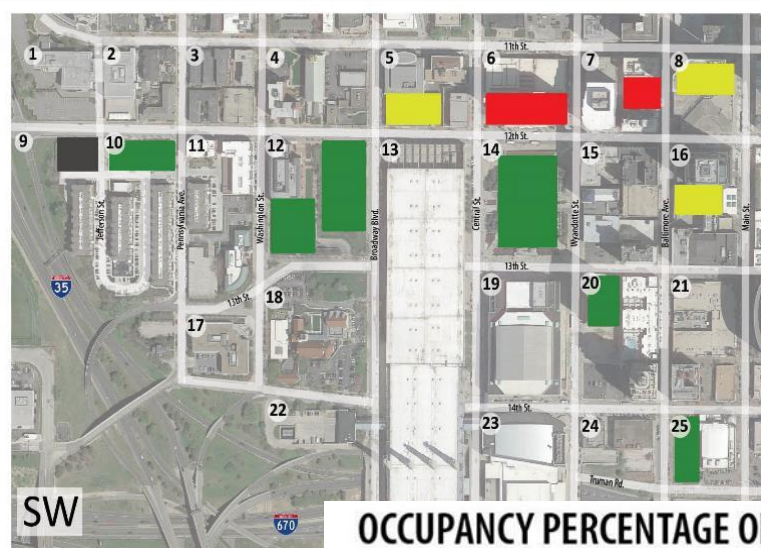 11th St.
1
2
3
4
5
6
7
8
12th St.
9
10
11
12
13
14
15
16
Jefferson St.
Pennsylvania Ave.
Washington St.
Broadway Blvd.
Central St.
Wyandotte St.
Baltimore Ave.
Main St.
13th St.
13th St.
35
17
18
19
20
21
14th St.
22
23
24
25
Truman Rd.
SW
670
OCCUPANCY PERCENTAGE O